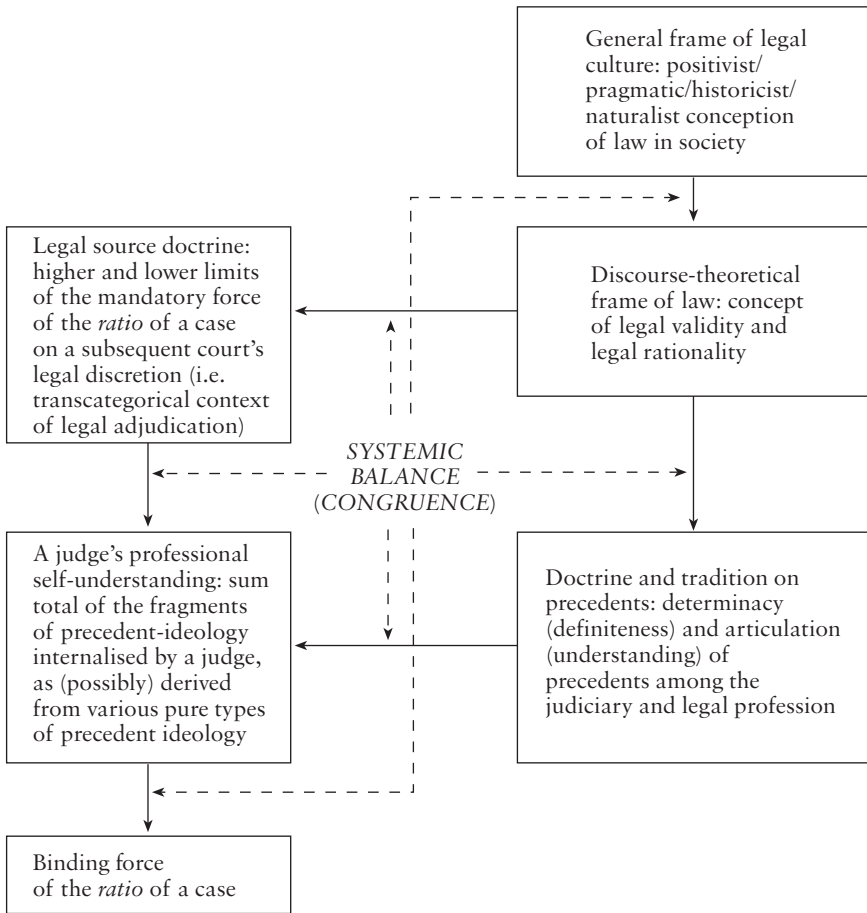 General frame of legal
culture: positivist/
pragmatic/historicist/
naturalist conception
of law in society
Legal source doctrine:
higher and lower limits
of the mandatory force
of the ratio of a case
on a subsequent court's
legal discretion (i.e.
transcategorical context
of legal adjudication)
Discourse-theoretical
frame of law: concept
of legal validity and
legal rationality
SYSTEMIC
BALANCE
(CONGRUENCE)
A judge's professional
self-understanding: sum
total of the fragments
of precedent-ideology
internalised by a judge,
as (possibly) derived
from various pure types
of precedent ideology
Doctrine and tradition on
precedents: determinacy
(definiteness) and articulation
(understanding) of
precedents among the
judiciary and legal profession
Binding force
of the ratio of a case